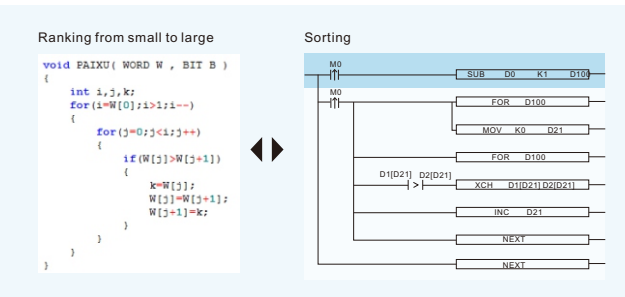 Ranking from small to large
void PAIXU( WORD W , BIT B )
{
int i,j,k;
for(i=W[0];i>1;i--)
{
for(j=0;j<i;j++)
{
if(W[j]>W[j+1])
{
k=W[j];
W[j]=W[j+1];
W[j+1]=k;
}
}
}
}
Sorting
M0
SUB D0 K1 D100
M0
FOR D100
MOV K0 D21
FOR D100
D1[D21] D2[D21]
>
XCH D1[D21] D2[D21]
INC D21
NEXT
NEXT